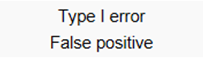 Type I error
False positive